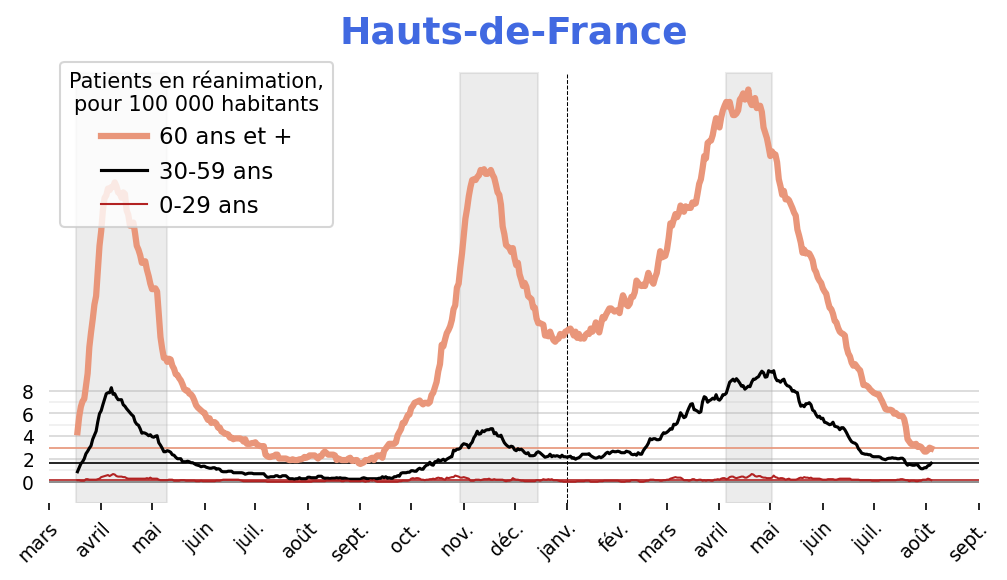 Hauts-de-France
Patients en réanimation,
pour 100 000 habitants
60 ans et +
30-59 ans
0-29 ans
8
6
4
2
0
mars
avril
mai
juin
juil.
août
sept.
oct.
nov.
déc.
janv.
fév.
mars
avril
mai
juin
juil.
août
sept.